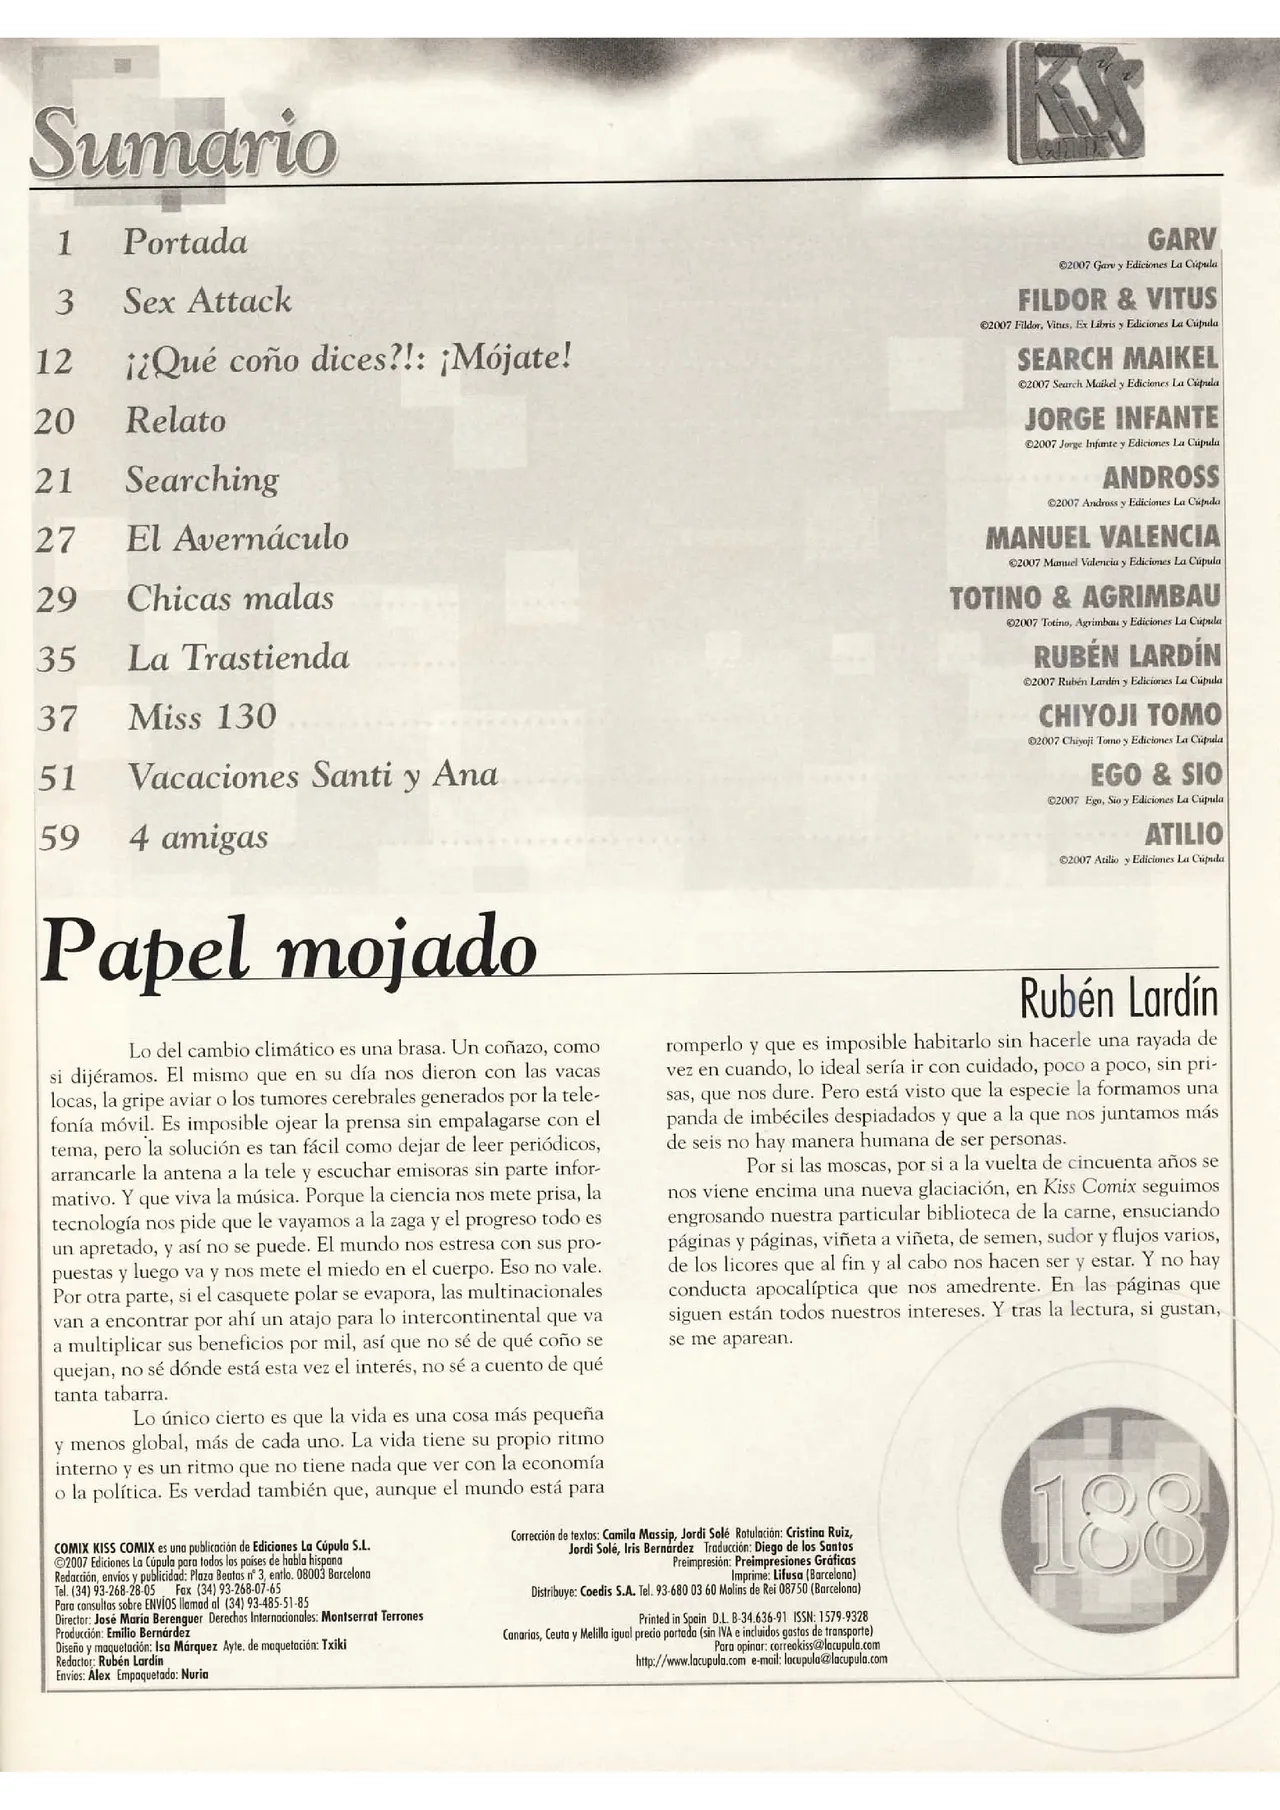 Sumario
KISS
COMIX
1 Portada GARV
©2007 Garv y Ediciones La Cúpula
3 Sex Attack FILDOR & VITUS
©2007 Fildor, Vitus, Ex Libris y Ediciones La Cúpula
12 ¡¿Qué coño dices?!: ¡Mójate! SEARCH MAIKEL
©2007 Search Maikel y Ediciones La Cúpula
20 Relato JORGE INFANTE
©2007 Jorge Infante y Ediciones La Cúpula
21 Searching ANDROSS
©2007 Andross y Ediciones La Cúpula
27 El Avernáculo MANUEL VALENCIA
©2007 Manuel Valencia y Ediciones La Cúpula
29 Chicas malas TOTINO & AGRIMBAU
©2007 Totino, Agrimbau y Ediciones La Cúpula
35 La Trastienda RUBÉN LARDÍN
©2007 Rubén Lardín y Ediciones La Cúpula
37 Miss 130 CHIYOJI TOMO
©2007 Chiyoji Tomo y Ediciones La Cúpula
51 Vacaciones Santi y Ana EGO & SIO
©2007 Ego, Sio y Ediciones La Cúpula
59 4 amigas ATILIO
©2007 Atilio y Ediciones La Cúpula
Papel mojado
Rubén Lardín
Lo del cambio climático es una brasa. Un coñazo, como
si dijéramos. El mismo que en su día nos dieron con las vacas
locas, la gripe aviar o los tumores cerebrales generados por la tele-
fonía móvil. Es imposible ojear la prensa sin empalagarse con el
tema, pero la solución es tan fácil como dejar de leer periódicos,
arrancarle la antena a la tele y escuchar emisoras sin parte infor-
mativo. Y que viva la música. Porque la ciencia nos mete prisa, la
tecnología nos pide que le vayamos a la zaga y el progreso todo es
un apretado, y así no se puede. El mundo nos estresa con sus pro-
puestas y luego va y nos mete el miedo en el cuerpo. Eso no vale.
Por otra parte, si el casquete polar se evapora, las multinacionales
van a encontrar por ahí un atajo para lo intercontinental que va
a multiplicar sus beneficios por mil, así que no sé de qué coño se
quejan, no sé dónde está esta vez el interés, no sé a cuento de qué
tanta tabarra.
Lo único cierto es que la vida es una cosa más pequeña
y menos global, más de cada uno. La vida tiene su propio ritmo
interno y es un ritmo que no tiene nada que ver con la economía
o la política. Es verdad también que, aunque el mundo está para
romperlo y que es imposible habitarlo sin hacerle una rayada de
vez en cuando, lo ideal sería ir con cuidado, poco a poco, sin pri-
sas, que nos dure. Pero está visto que la especie la formamos una
panda de imbéciles despiadados y que a la que nos juntamos más
de seis no hay manera humana de ser personas.
Por si las moscas, por si a la vuelta de cincuenta años se
nos viene encima una nueva glaciación, en Kiss Comix seguimos
engrosando nuestra particular biblioteca de la carne, ensuciando
páginas y páginas, viñeta a viñeta, de semen, sudor y flujos varios,
de los licores que al fin y al cabo nos hacen ser y estar. Y no hay
conducta apocalíptica que nos amedrente. En las páginas que
siguen están todos nuestros intereses. Y tras la lectura, si gustan,
se me aparean.
188
COMIX KISS COMIX es una publicación de Ediciones La Cúpula S.L.
©2007 Ediciones La Cúpula para todos los países de habla hispana
Redacción, envíos y publicidad: Plaza Beatas nº 3, entlo. 08003 Barcelona
Tel. (34) 93-268-28-05 Fax (34) 93-268-07-65
Para consultas sobre ENVÍOS llamad al (34) 93-485-51-85
Director: José María Berenguer Derechos Internacionales: Montserrat Terrones
Producción: Emilio Bernárdez
Diseño y maquetación: Isa Márquez Ayte. de maquetación: Txiki
Redactor: Rubén Lardín
Envíos: Álex Empaquetado: Nuria
Corrección de textos: Camila Massip, Jordi Solé Rotulación: Cristina Ruiz,
Jordi Solé, Iris Bernárdez Traducción: Diego de los Santos
Preimpresión: Preimpresiones Gráficas
Imprime: Lifusa (Barcelona)
Distribuye: Coedis S.A. Tel. 93-680 03 60 Molins de Rei 08750 (Barcelona)
Printed in Spain D.L. B-34.636-91 ISSN: 1579-9328
Canarias, Ceuta y Melilla igual precio portada (sin IVA e incluidos gastos de transporte)
Para opinar: correokiss@lacupula.com
http://www.lacupula.com e-mail: lacupula@lacupula.com